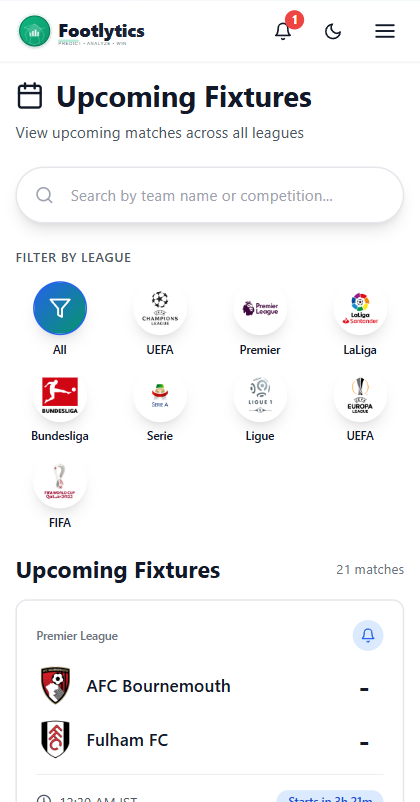 Footlytics
PREDICT • ANALYZE • WIN
1
Upcoming Fixtures
View upcoming matches across all leagues
Search by team name or competition...
FILTER BY LEAGUE
CHAMPIONS
LEAGUE
Premier
League
LaLiga
Santander
All
UEFA
Premier
LaLiga
BUNDESLIGA
SERIE A
LIGUE 1
EUROPA
LEAGUE
Bundesliga
Serie
Ligue
UEFA
FIFA WORLD CUP
Qatar2022
FIFA
Upcoming Fixtures
21 matches
Premier League
AFC Bournemouth
-
Fulham FC
-
12:30 AM IST
Starts in 3h 21m